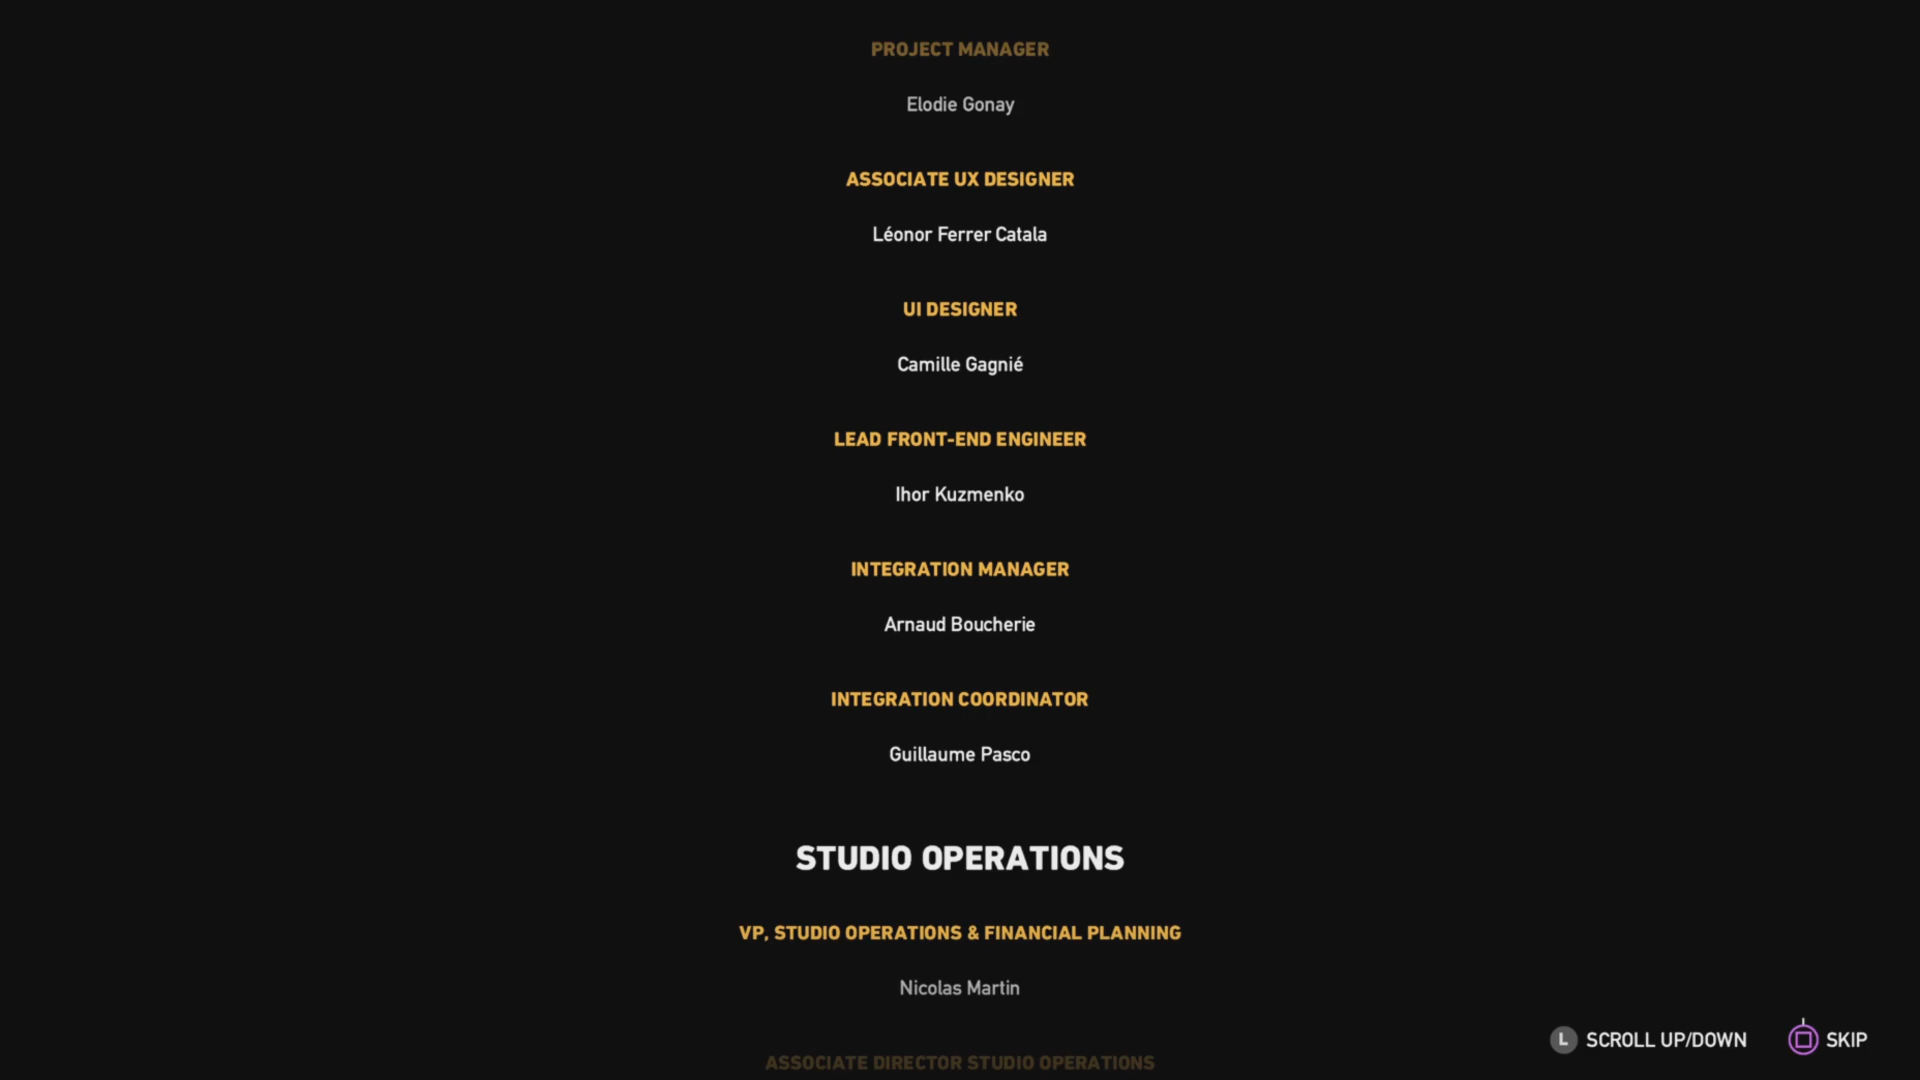 PROJECT MANAGER
Elodie Gonay
ASSOCIATE UX DESIGNER
Léonor Ferrer Catala
UI DESIGNER
Camille Gagnié
LEAD FRONT-END ENGINEER
Ihor Kuzmenko
INTEGRATION MANAGER
Arnaud Boucherie
INTEGRATION COORDINATOR
Guillaume Pasco
STUDIO OPERATIONS
VP, STUDIO OPERATIONS & FINANCIAL PLANNING
Nicolas Martin
L SCROLL UP/DOWN SKIP
ASSOCIATE DIRECTOR STUDIO OPERATIONS